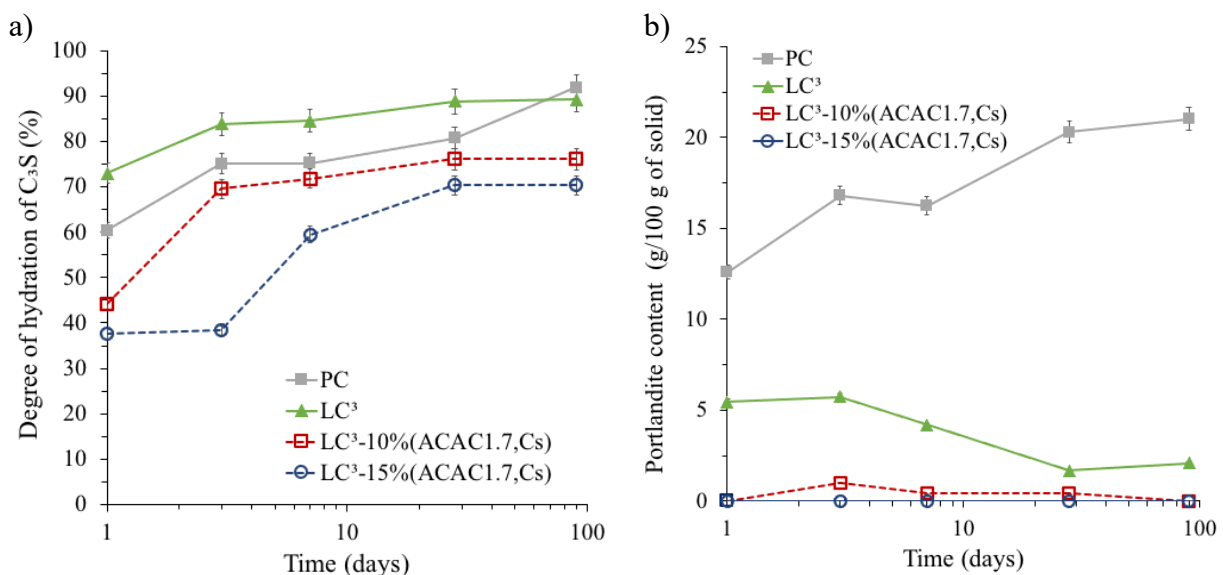 a)
Degree of hydration of C₃S (%)
100
90
80
70
60
50
40
30
20
10
0
1
10
100
Time (days)
PC
LC³
LC³-10%(ACAC1.7,Cs)
LC³-15%(ACAC1.7,Cs)
b)
Portlandite content (g/100 g of solid)
25
20
15
10
5
0
1
10
100
Time (days)
PC
LC³
LC³-10%(ACAC1.7,Cs)
LC³-15%(ACAC1.7,Cs)